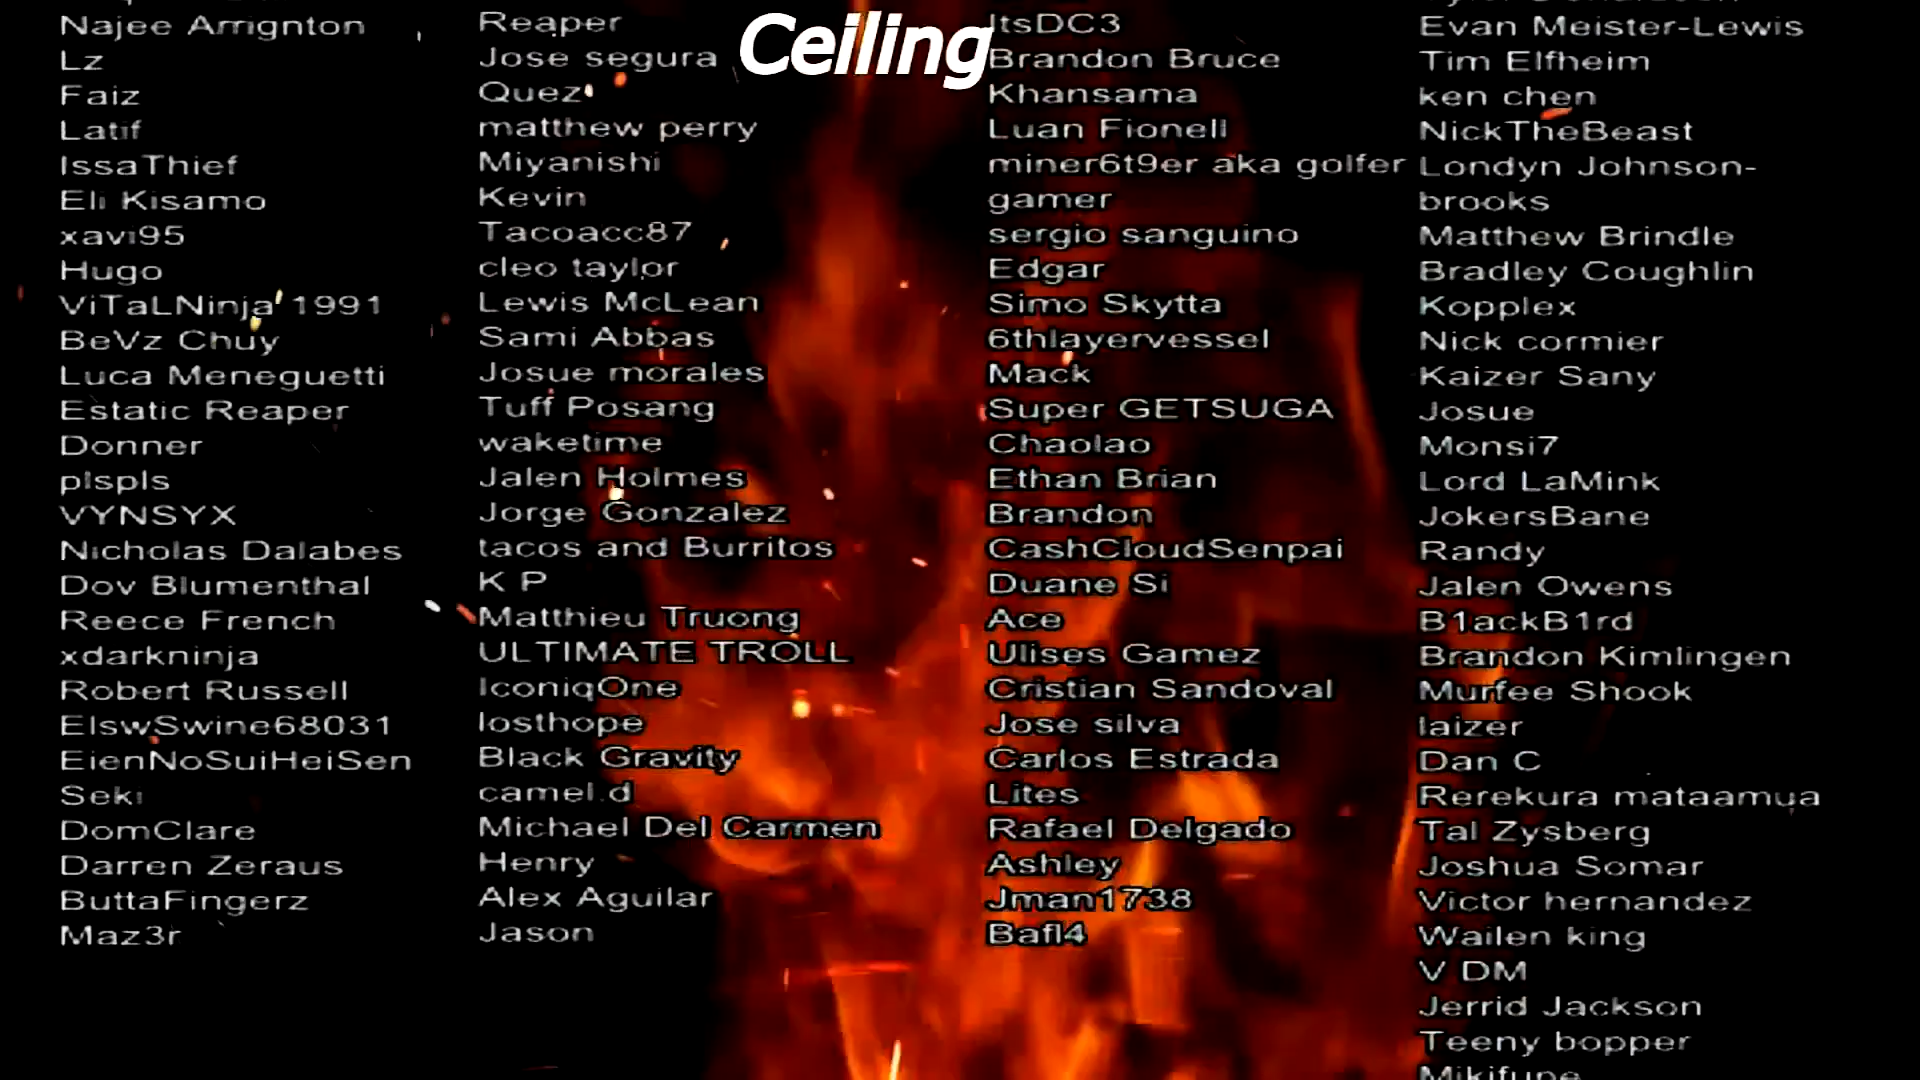 Ceiling
Najee Arrignton
Lz
Faiz
Latif
IssaThief
Eli Kisamo
xavi95
Hugo
ViTaLNinja 1991
BeVz Chuy
Luca Meneguetti
Estatic Reaper
Donner
plspls
VYNSYX
Nicholas Dalabes
Dov Blumenthal
Reece French
xdarkninja
Robert Russell
ElswSwine68031
EienNoSuiHeiSen
Seki
DomClare
Darren Zeraus
ButtaFingerz
Maz3r
Reaper
Jose segura
Quez
matthew perry
Miyanishi
Kevin
Tacoacc87
cleo taylor
Lewis McLean
Sami Abbas
Josue morales
Tuff Posang
waketime
Jalen Holmes
Jorge Gonzalez
tacos and Burritos
K P
Matthieu Truong
ULTIMATE TROLL
IconiqOne
losthope
Black Gravity
camel.d
Michael Del Carmen
Henry
Alex Aguilar
Jason
ItsDC3
Brandon Bruce
Khansama
Luan Fionell
miner6t9er aka golfer
gamer
sergio sanguino
Edgar
Simo Skytta
6thlayervessel
Mack
Super GETSUGA
Chaolao
Ethan Brian
Brandon
CashCloudSenpai
Duane Si
Ace
Ulises Gamez
Cristian Sandoval
Jose silva
Carlos Estrada
Lites
Rafael Delgado
Ashley
Jman1738
Bafl4
Evan Meister-Lewis
Tim Elfheim
ken chen
NickTheBeast
Londyn Johnson-
brooks
Matthew Brindle
Bradley Coughlin
Kopplex
Nick cormier
Kaizer Sany
Josue
Monsi7
Lord LaMink
JokersBane
Randy
Jalen Owens
B1ackB1rd
Brandon Kimlingen
Murfee Shook
laizer
Dan C
Rerekura mataamua
Tal Zysberg
Joshua Somar
Victor hernandez
Wailen king
V DM
Jerrid Jackson
Teeny bopper